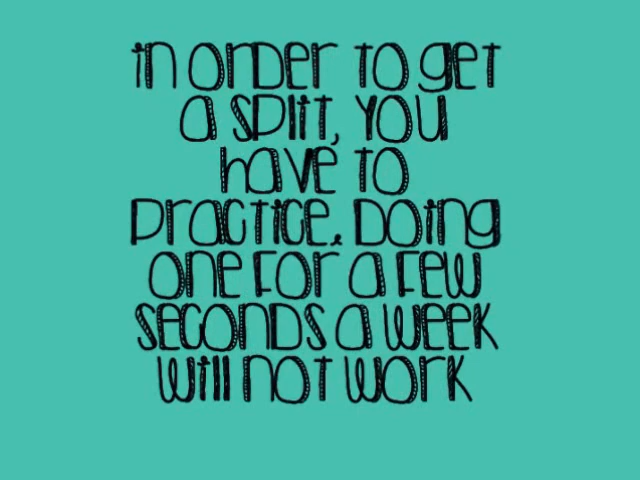 in order to get
a split, you
have to
practice. Doing
one for a few
seconds a week
will not work